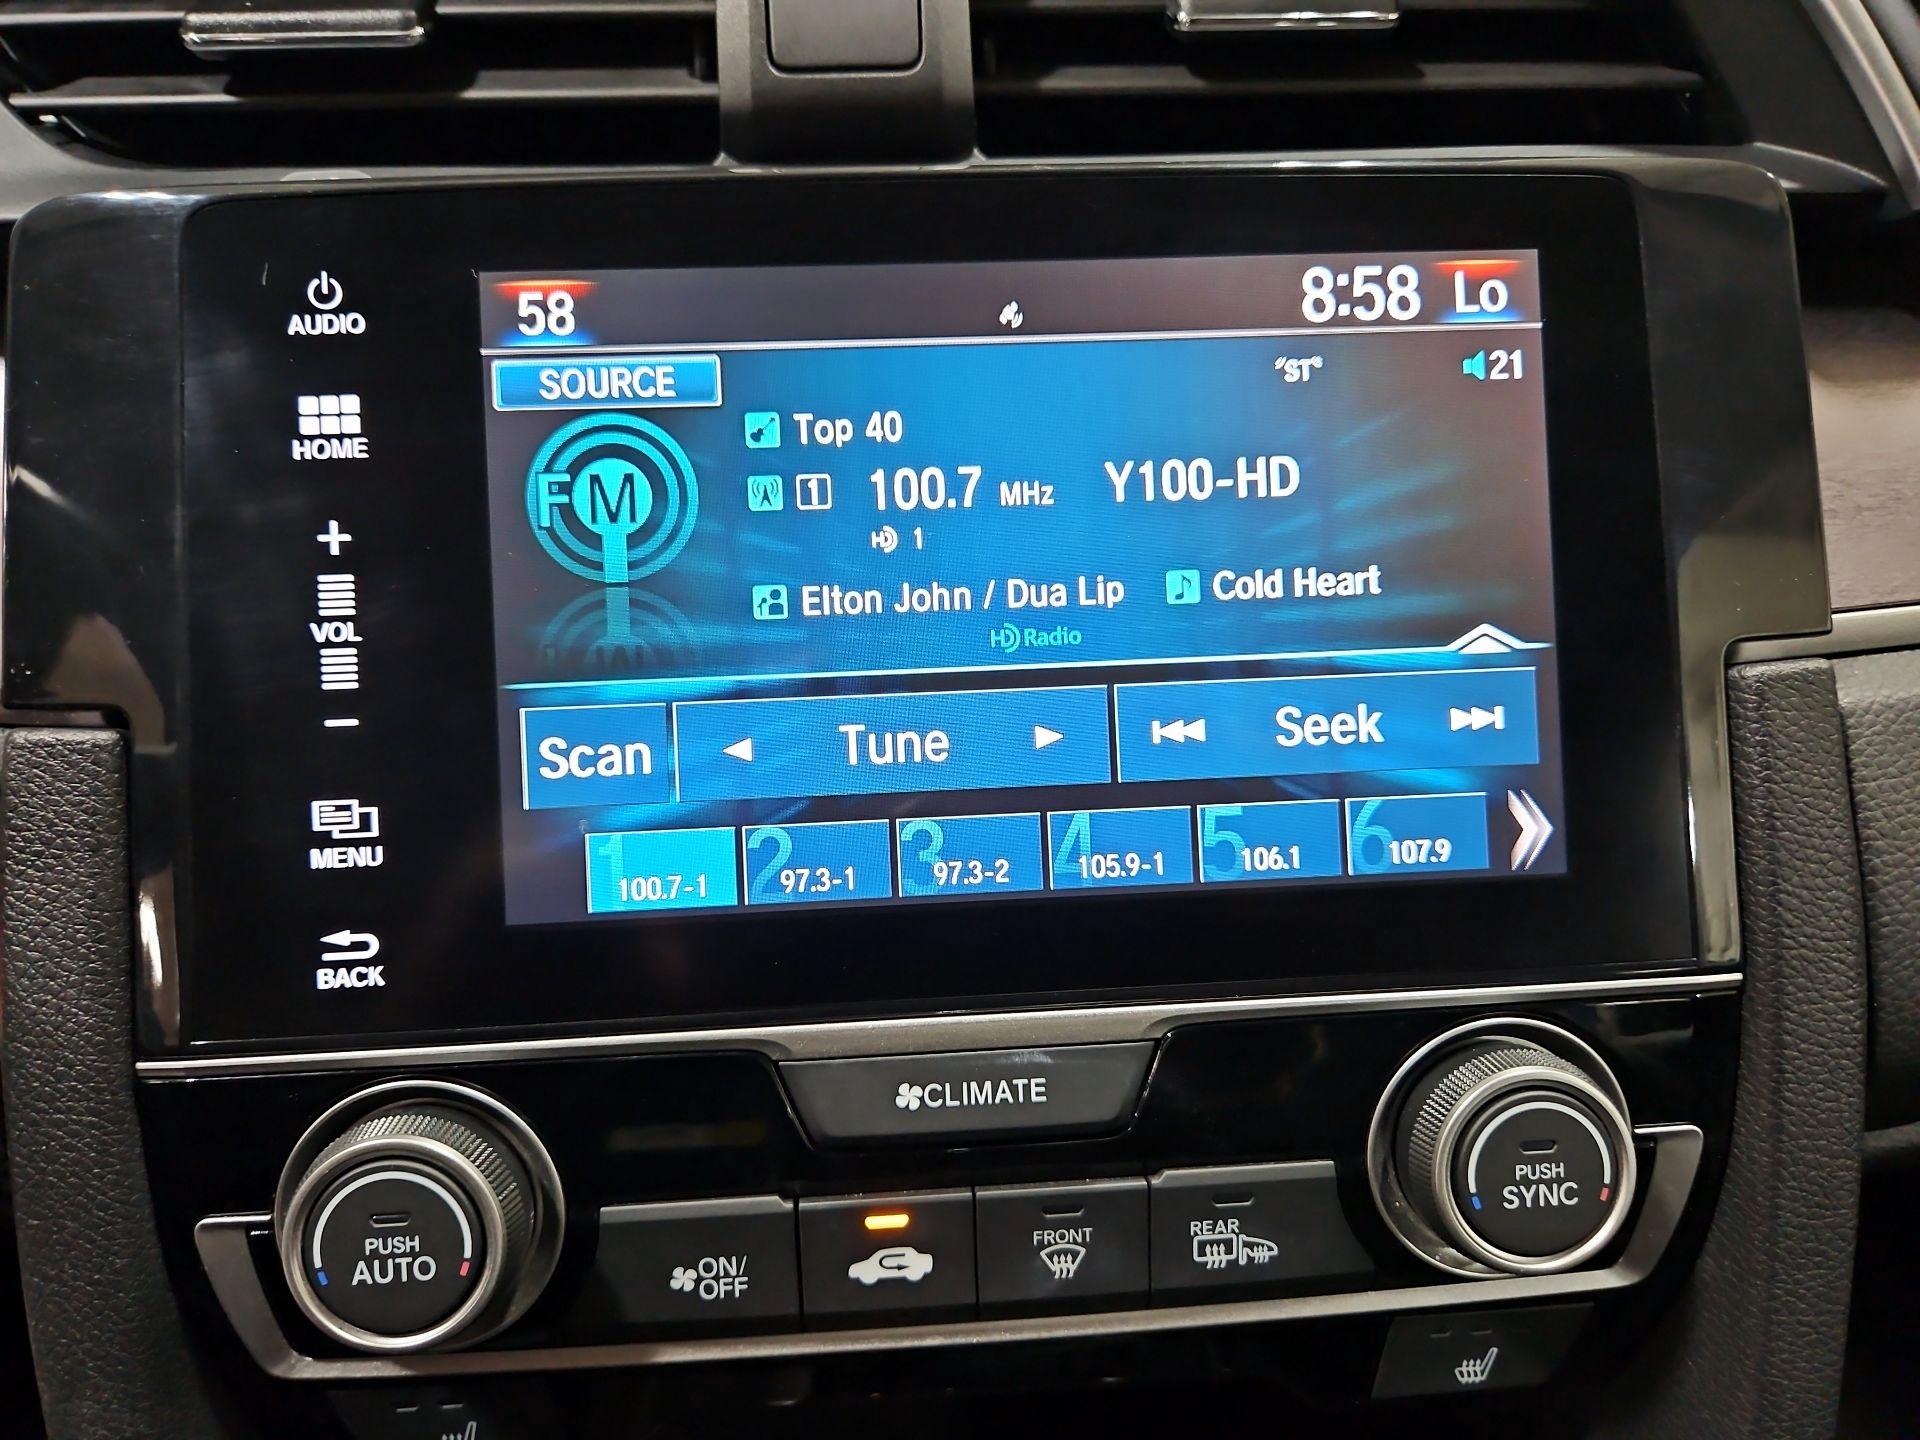 58 8:58 Lo
AUDIO
SOURCE "ST" 21
Top 40
HOME
FM
1 100.7 MHz Y100-HD
HD 1
+
VOL
-
Elton John / Dua Lip Cold Heart
HD Radio
Scan Tune Seek
MENU
1 100.7-1 2 97.3-1 3 97.3-2 4 105.9-1 5 106.1 6 107.9
BACK
CLIMATE
PUSH
AUTO
ON/
OFF
FRONT
REAR
PUSH
SYNC